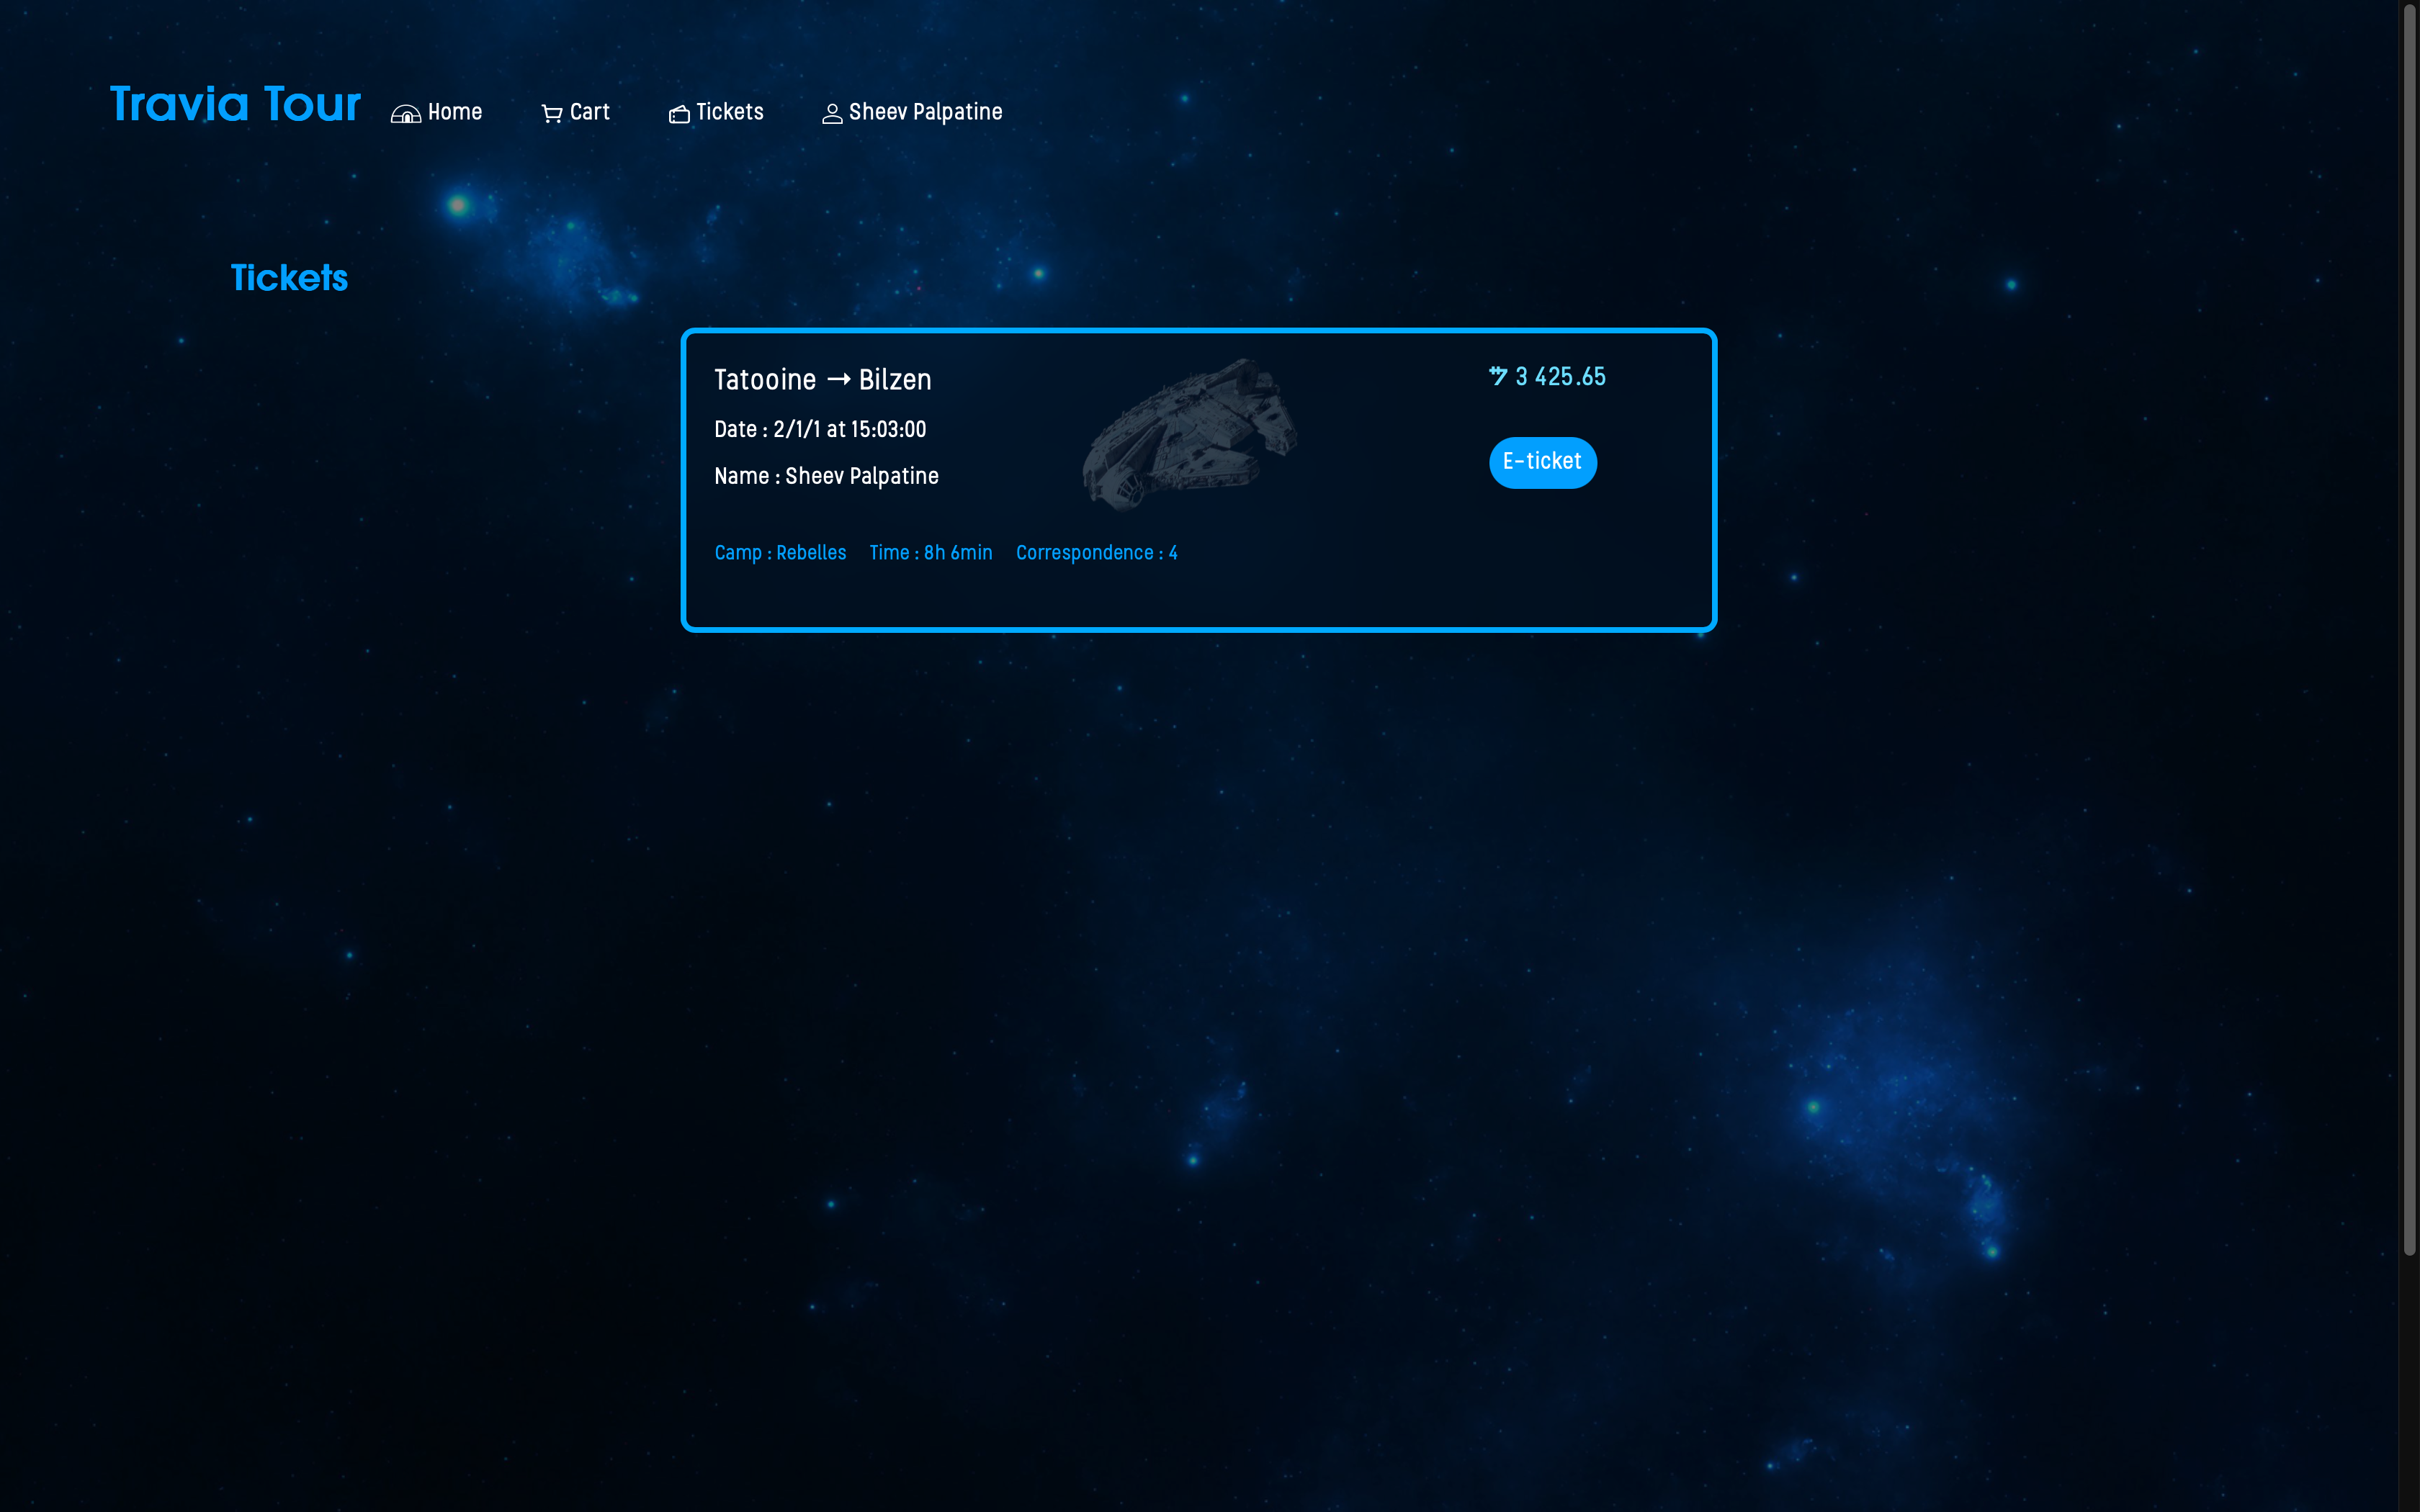 Travia Tour
Home Cart Tickets Sheev Palpatine
Tickets
Tatooine → Bilzen
3 425.65
Date : 2/1/1 at 15:03:00
Name : Sheev Palpatine
E-ticket
Camp : Rebelles Time : 8h 6min Correspondence : 4